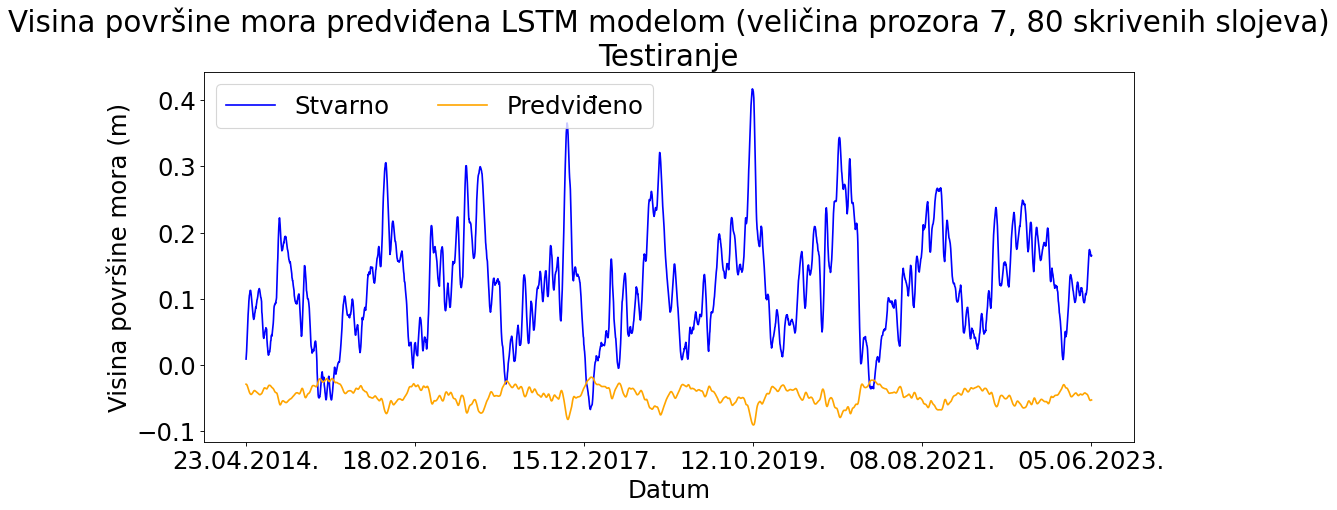 Visina površine mora predviđena LSTM modelom (veličina prozora 7, 80 skrivenih slojeva)
Testiranje
Stvarno Predviđeno
Visina površine mora (m)
0.4
0.3
0.2
0.1
0.0
−0.1
23.04.2014. 18.02.2016. 15.12.2017. 12.10.2019. 08.08.2021. 05.06.2023.
Datum